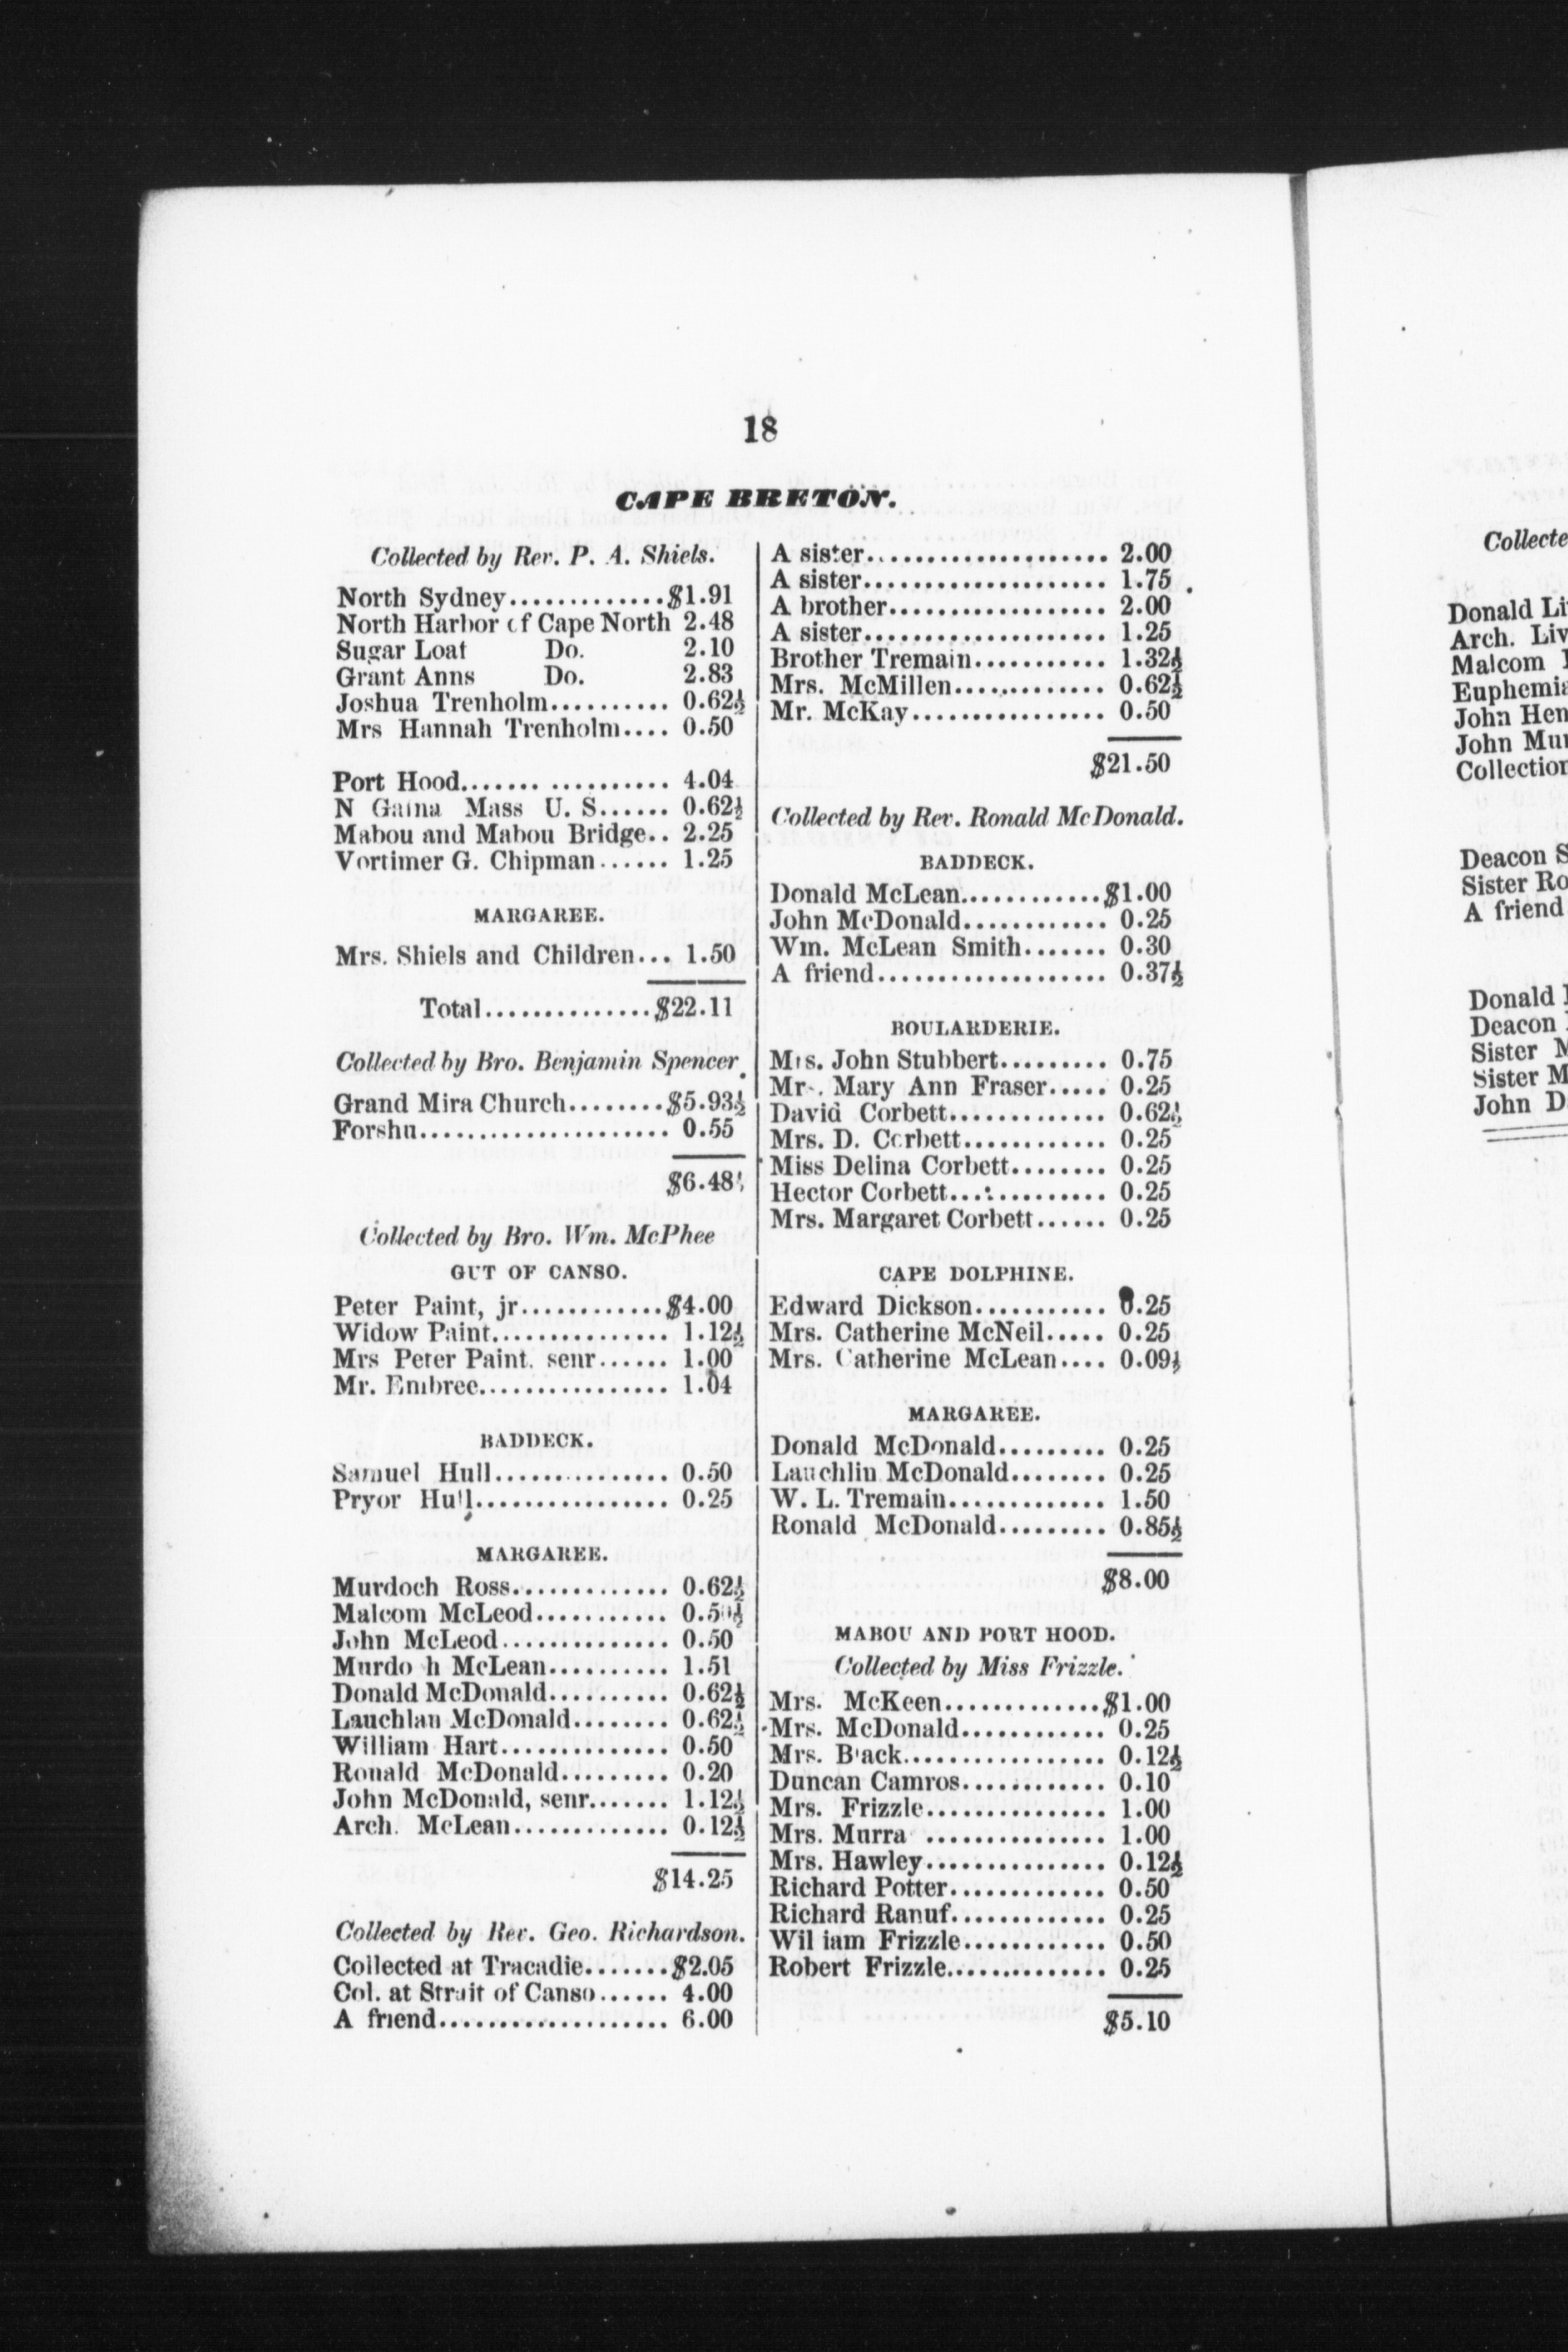 18
CAPE BRETON.
Collected by Rev. P. A. Shiels.
North Sydney.............$1.91
North Harbor of Cape North 2.48
Sugar Loaf Do. 2.10
Grant Anns Do. 2.83
Joshua Trenholm.......... 0.62½
Mrs Hannah Trenholm.... 0.50
Port Hood....... .......... 4.04
N Gaina Mass U. S...... 0.62½
Mabou and Mabou Bridge.. 2.25
Vortimer G. Chipman...... 1.25
MARGAREE.
Mrs. Shiels and Children... 1.50
Total..............$22.11
Collected by Bro. Benjamin Spencer.
Grand Mira Church........$5.93½
Forshu..................... 0.55
$6.48½
Collected by Bro. Wm. McPhee
GUT OF CANSO.
Peter Paint, jr............$4.00
Widow Paint............... 1.12½
Mrs Peter Paint. senr...... 1.00
Mr. Embree................ 1.04
BADDECK.
Samuel Hull............... 0.50
Pryor Hull................ 0.25
MARGAREE.
Murdoch Ross............. 0.62½
Malcom McLeod...........
John McLeod.............. 0.50
Murdo h McLean.......... 1.51
Donald McDonald.......... 0.62½
Lauchlan McDonald........ 0.62½
William Hart.............. 0.50
Ronald McDonald......... 0.20
John McDonald, senr....... 1.12½
Arch. McLean............. 0.12½
$14.25
Collected by Rev. Geo. Richardson.
Collected at Tracadie.......$2.05
Col. at Strait of Canso...... 4.00
A friend................... 6.00
A sister.................... 2.00
A sister.................... 1.75
A brother.................. 2.00
A sister.................... 1.25
Brother Tremain........... 1.32½
Mrs. McMillen............. 0.62½
Mr. McKay................ 0.50
$21.50
Collected by Rev. Ronald McDonald.
BADDECK.
Donald McLean............$1.00
John McDonald............ 0.25
Wm. McLean Smith....... 0.30
A friend................... 0.37½
BOULARDERIE.
Mrs. John Stubbert......... 0.75
Mrs. Mary Ann Fraser..... 0.25
David Corbett............. 0.62½
Mrs. D. Corbett............ 0.25
Miss Delina Corbett........ 0.25
Hector Corbett............. 0.25
Mrs. Margaret Corbett...... 0.25
CAPE DOLPHINE.
Edward Dickson........... 0.25
Mrs. Catherine McNeil..... 0.25
Mrs. Catherine McLean.... 0.09½
MARGAREE.
Donald McDonald......... 0.25
Lauchlin McDonald........ 0.25
W. L. Tremain............. 1.50
Ronald McDonald......... 0.85½
$8.00
MABOU AND PORT HOOD.
Collected by Miss Frizzle.
Mrs. McKeen.............$1.00
Mrs. McDonald............ 0.25
Mrs. Black................. 0.12½
Duncan Camros............ 0.10
Mrs. Frizzle............... 1.00
Mrs. Murra ............... 1.00
Mrs. Hawley............... 0.12½
Richard Potter............. 0.50
Richard Ranuf............. 0.25
Wil iam Frizzle............ 0.50
Robert Frizzle.............. 0.25
$5.10
Collecte
Donald Li
Arch. Liv
Malcom
Euphemia
John Hen
John Mun
Collection
Deacon S
Sister Ro
A friend
Donald
Deacon
Sister M
Sister M
John D